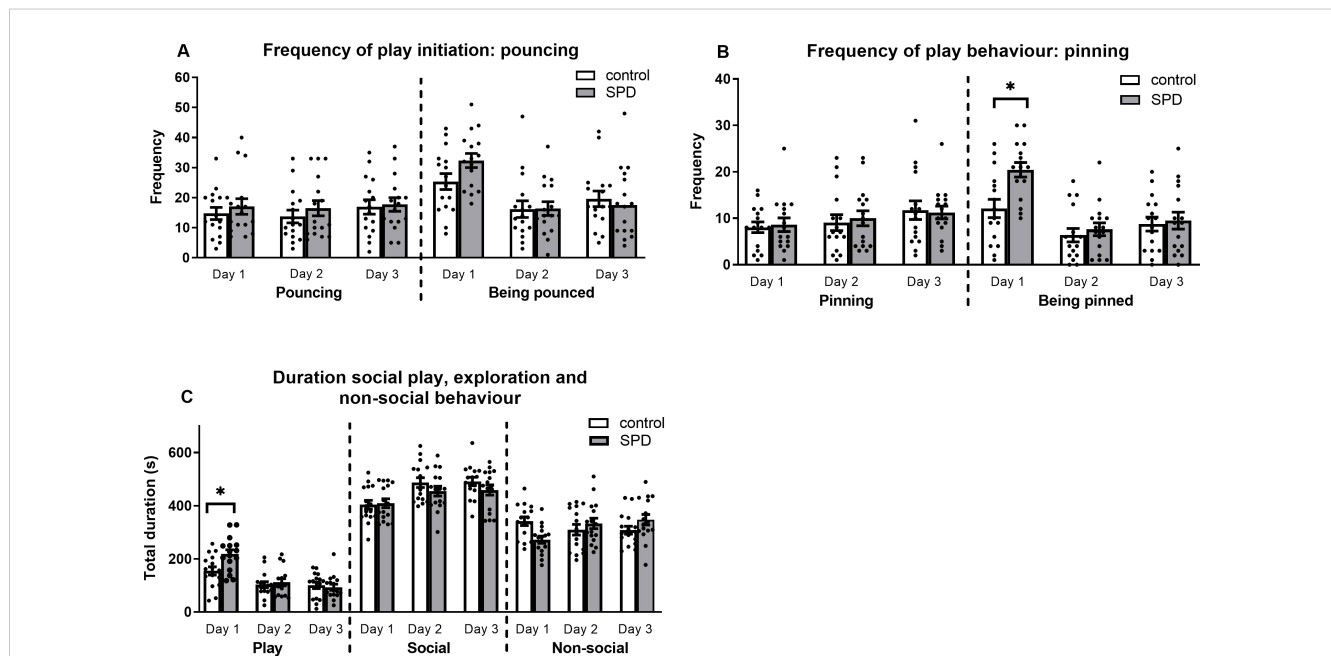 A
Frequency of play initiation: pouncing
control
SPD
Frequency
60
50
40
30
20
10
0
Day 1
Day 2
Day 3
Day 1
Day 2
Day 3
Pouncing
Being pounced
B
Frequency of play behaviour: pinning
control
SPD
Frequency
40
30
20
10
0
*
Day 1
Day 2
Day 3
Day 1
Day 2
Day 3
Pinning
Being pinned
C
Duration social play, exploration and
non-social behaviour
control
SPD
Total duration (s)
600
400
200
0
*
Day 1
Day 2
Day 3
Day 1
Day 2
Day 3
Day 1
Day 2
Day 3
Play
Social
Non-social